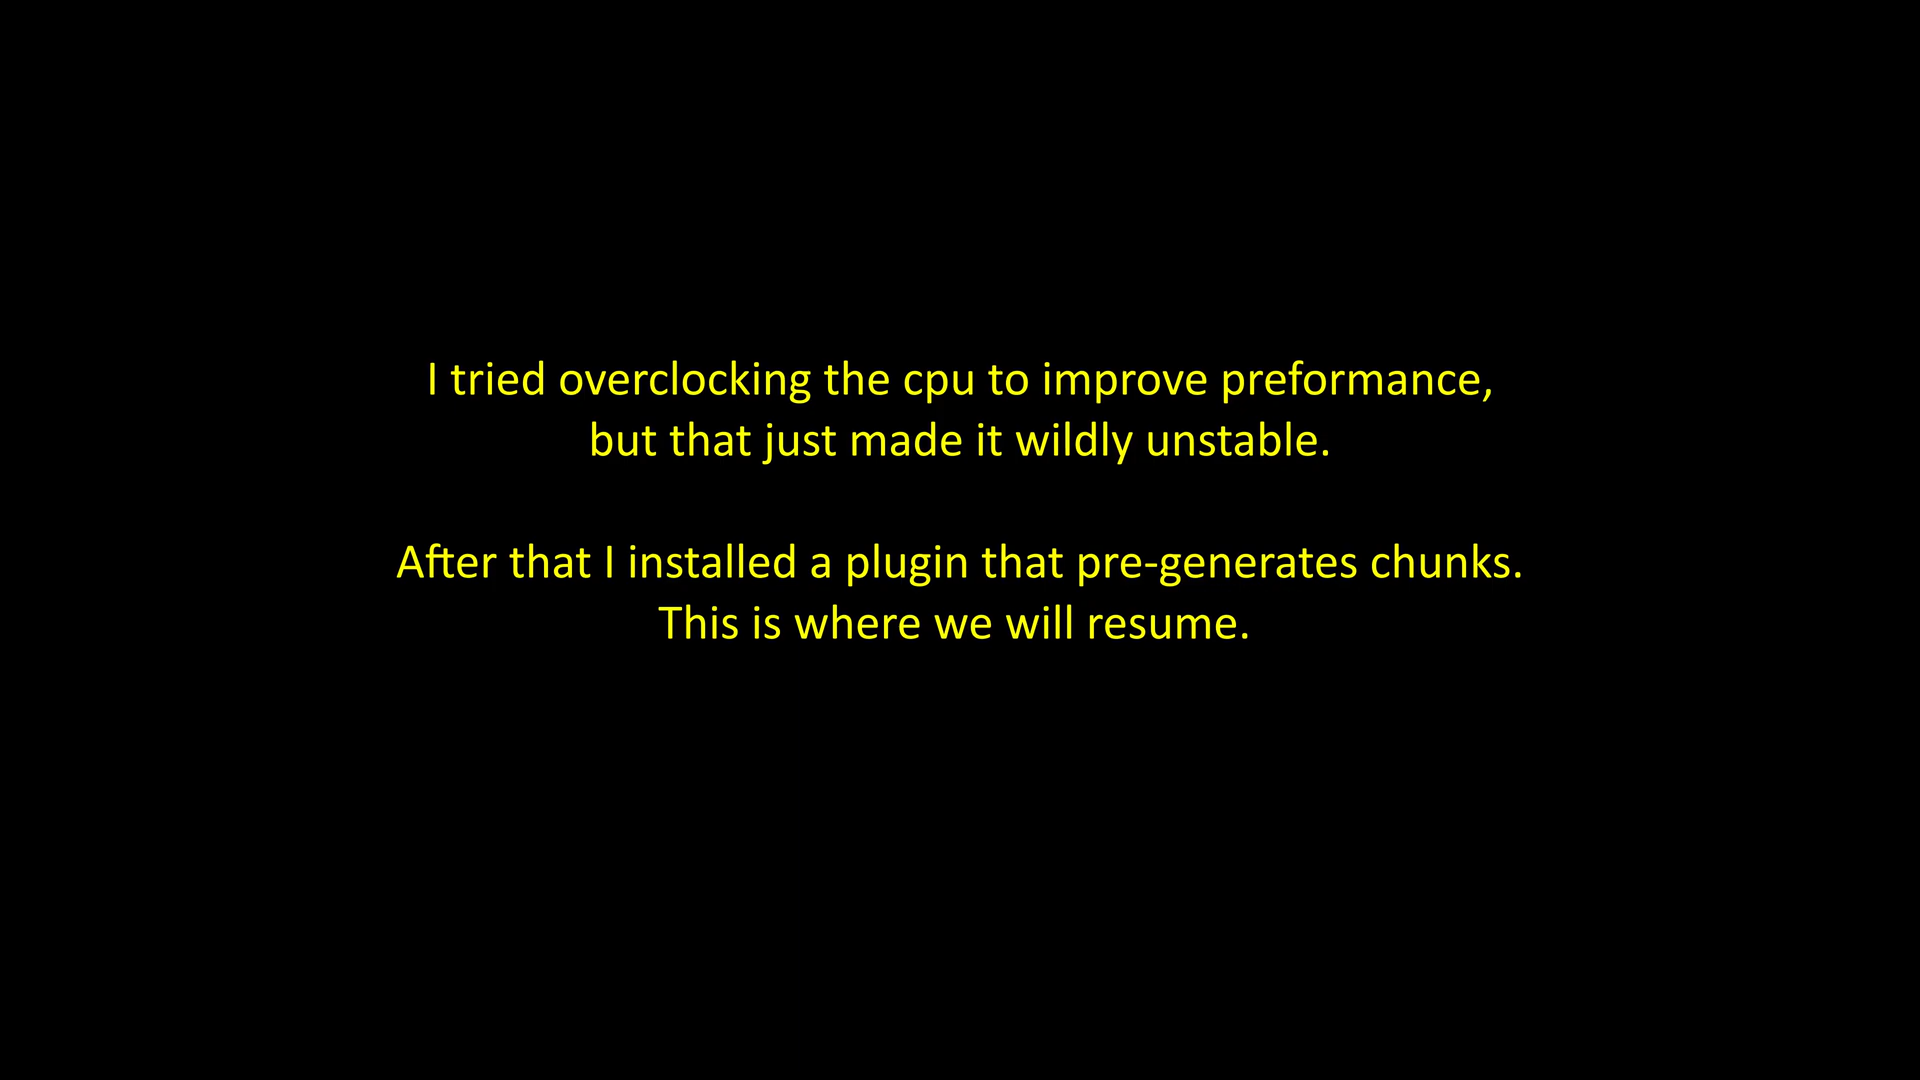 I tried overclocking the cpu to improve preformance,
but that just made it wildly unstable.
After that I installed a plugin that pre-generates chunks.
This is where we will resume.